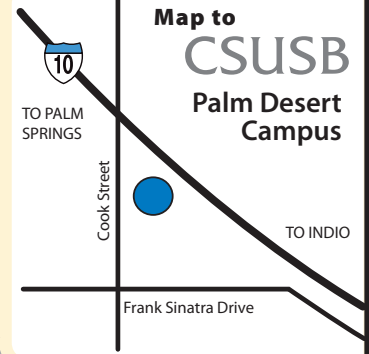 Map to
CSUSB
Palm Desert
Campus
10
TO PALM
SPRINGS
Cook Street
TO INDIO
Frank Sinatra Drive